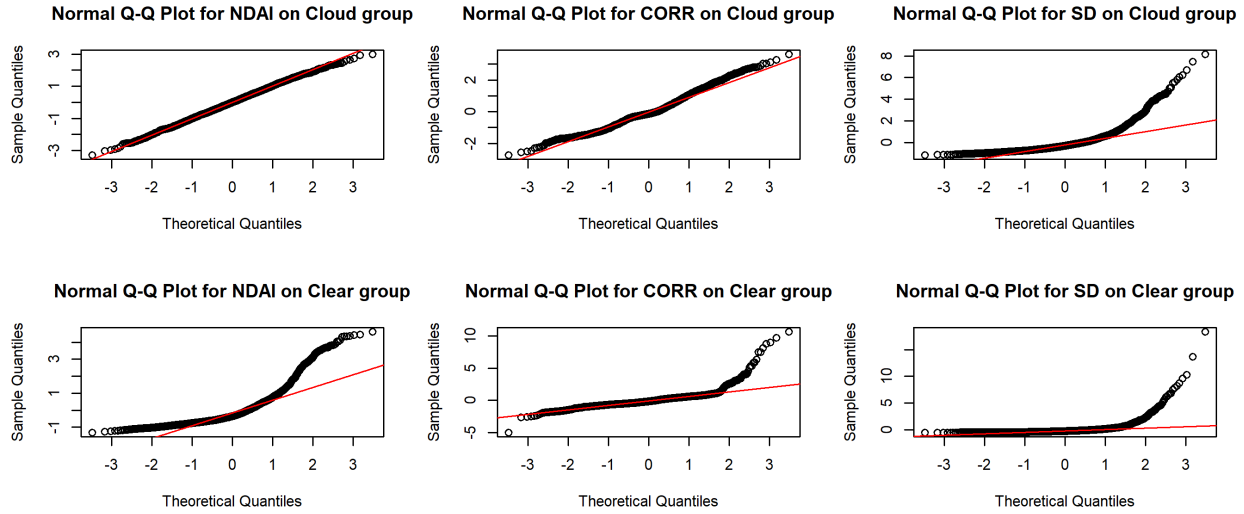 Normal Q-Q Plot for NDAI on Cloud group
Sample Quantiles
3
1
-1
-3
-3 -2 -1 0 1 2 3
Theoretical Quantiles
Normal Q-Q Plot for CORR on Cloud group
Sample Quantiles
2
0
-2
-3 -2 -1 0 1 2 3
Theoretical Quantiles
Normal Q-Q Plot for SD on Cloud group
Sample Quantiles
8
6
4
2
0
-3 -2 -1 0 1 2 3
Theoretical Quantiles
Normal Q-Q Plot for NDAI on Clear group
Sample Quantiles
3
1
-1
-3 -2 -1 0 1 2 3
Theoretical Quantiles
Normal Q-Q Plot for CORR on Clear group
Sample Quantiles
10
5
0
-5
-3 -2 -1 0 1 2 3
Theoretical Quantiles
Normal Q-Q Plot for SD on Clear group
Sample Quantiles
10
5
0
-3 -2 -1 0 1 2 3
Theoretical Quantiles